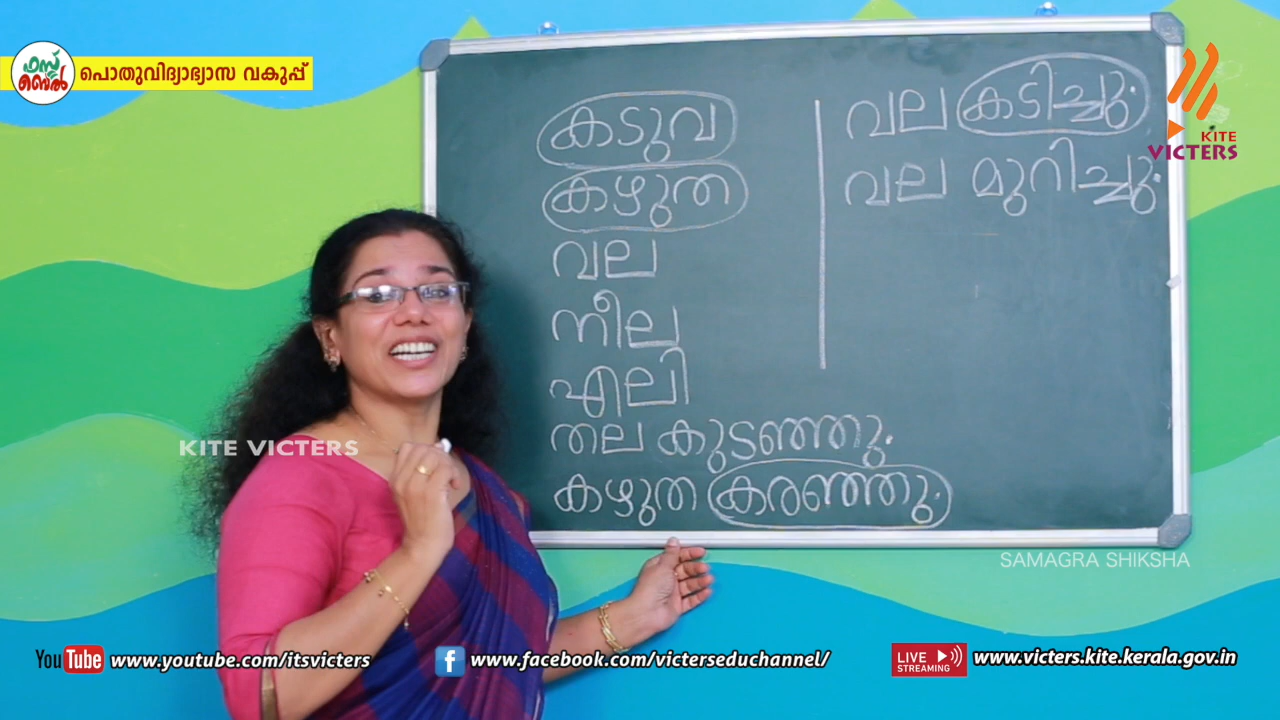 ഫസ്റ്റ് ബെൽ
പൊതുവിദ്യാഭ്യാസ വകുപ്പ്
കടുവ
കഴുത
വല
നീല
എലി
തല കുടഞ്ഞു.
കഴുത കരഞ്ഞു.
വല കടിച്ചു.
വല മുറിച്ചു.
KITE
VICTERS
KITE VICTERS
SAMAGRA SHIKSHA
YouTube www.youtube.com/itsvicters
f www.facebook.com/victerseduchannel/
LIVE STREAMING www.victers.kite.kerala.gov.in